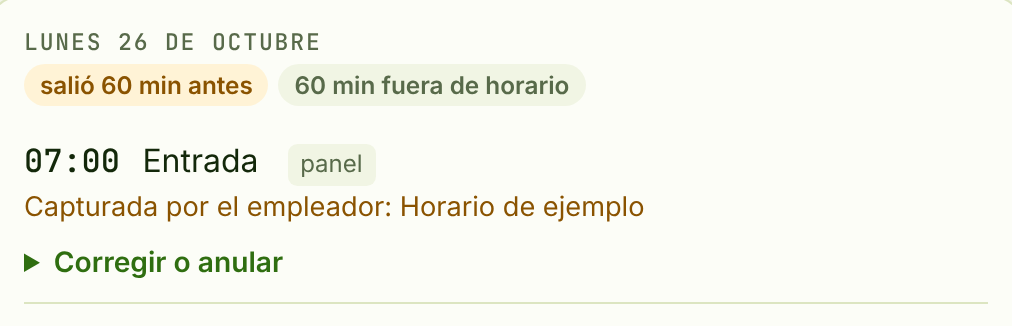 LUNES 26 DE OCTUBRE
salió 60 min antes 60 min fuera de horario
07:00 Entrada panel
Capturada por el empleador: Horario de ejemplo
Corregir o anular